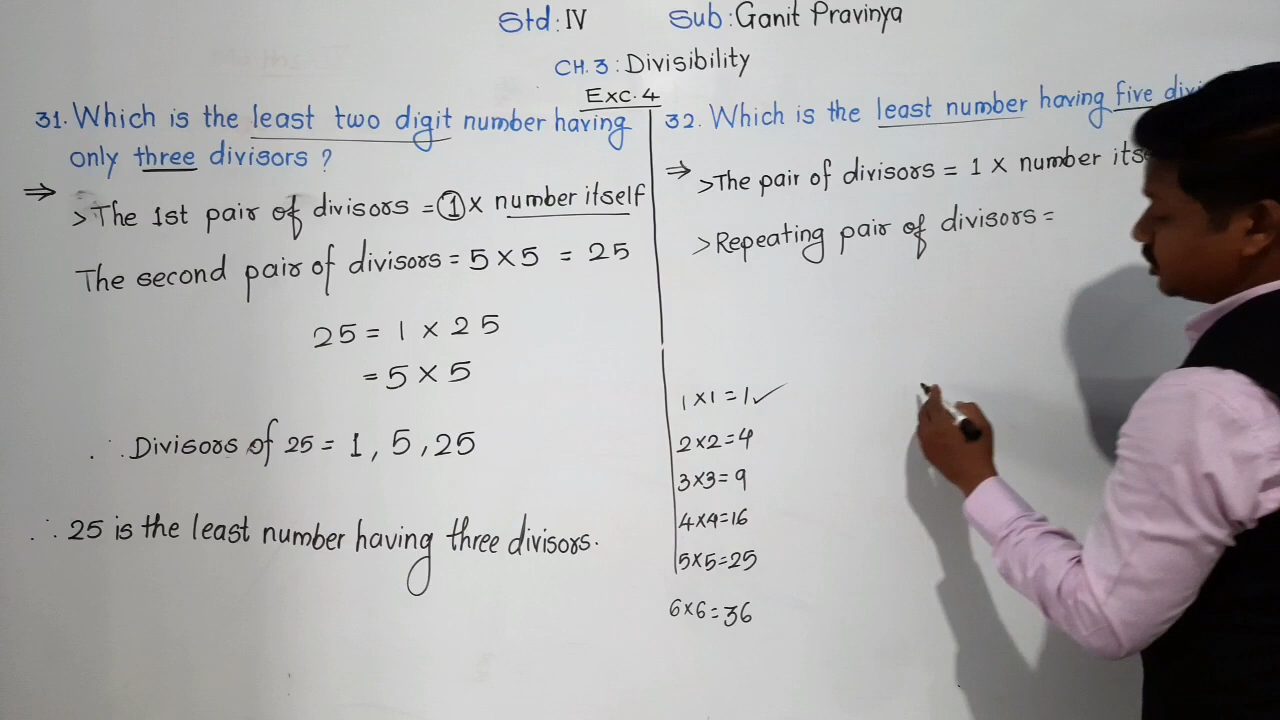 Std: IV Sub: Ganit Pravinya
CH. 3 : Divisibility
Exc. 4
31. Which is the least two digit number having
only three divisors ?
⇒ > The 1st pair of divisors = 1 × number itself
The second pair of divisors = 5 × 5 = 25
25 = 1 × 25
= 5 × 5
∴ Divisors of 25 = 1, 5, 25
∴ 25 is the least number having three divisors.
32. Which is the least number having five
⇒ > The pair of divisors = 1 × number
> Repeating pair of divisors =
1×1=1✓
2×2=4
3×3=9
4×4=16
5×5=25
6×6=36